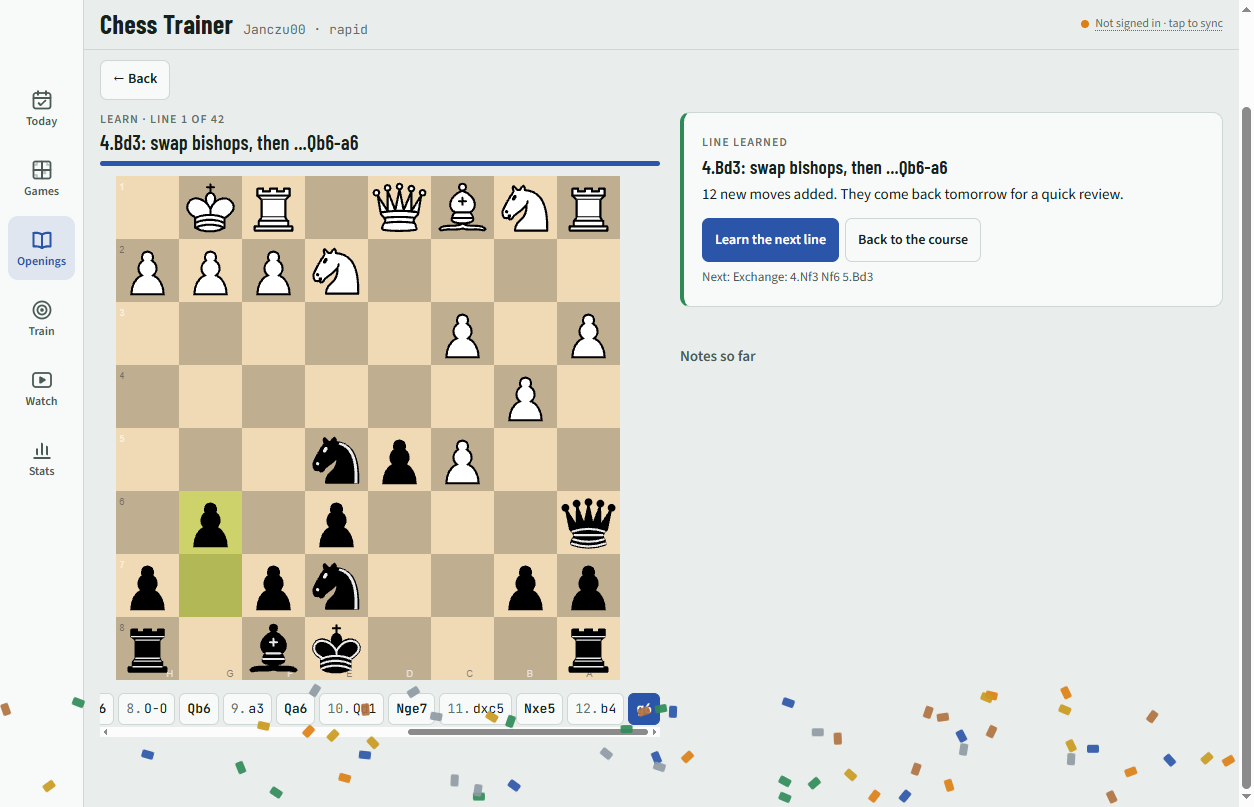 Chess Trainer Janczu00 · rapid
Not signed in · tap to sync
← Back
Today
Games
Openings
Train
Watch
Stats
LEARN · LINE 1 OF 42
4.Bd3: swap bishops, then ...Qb6-a6
1
2
3
4
5
6
7
8
H G F E D C B A
6 8.O-O Qb6 9.a3 Qa6 10. Nge7 11.dxc5 Nxe5 12.b4 g6
LINE LEARNED
4.Bd3: swap bishops, then ...Qb6-a6
12 new moves added. They come back tomorrow for a quick review.
Learn the next line Back to the course
Next: Exchange: 4.Nf3 Nf6 5.Bd3
Notes so far